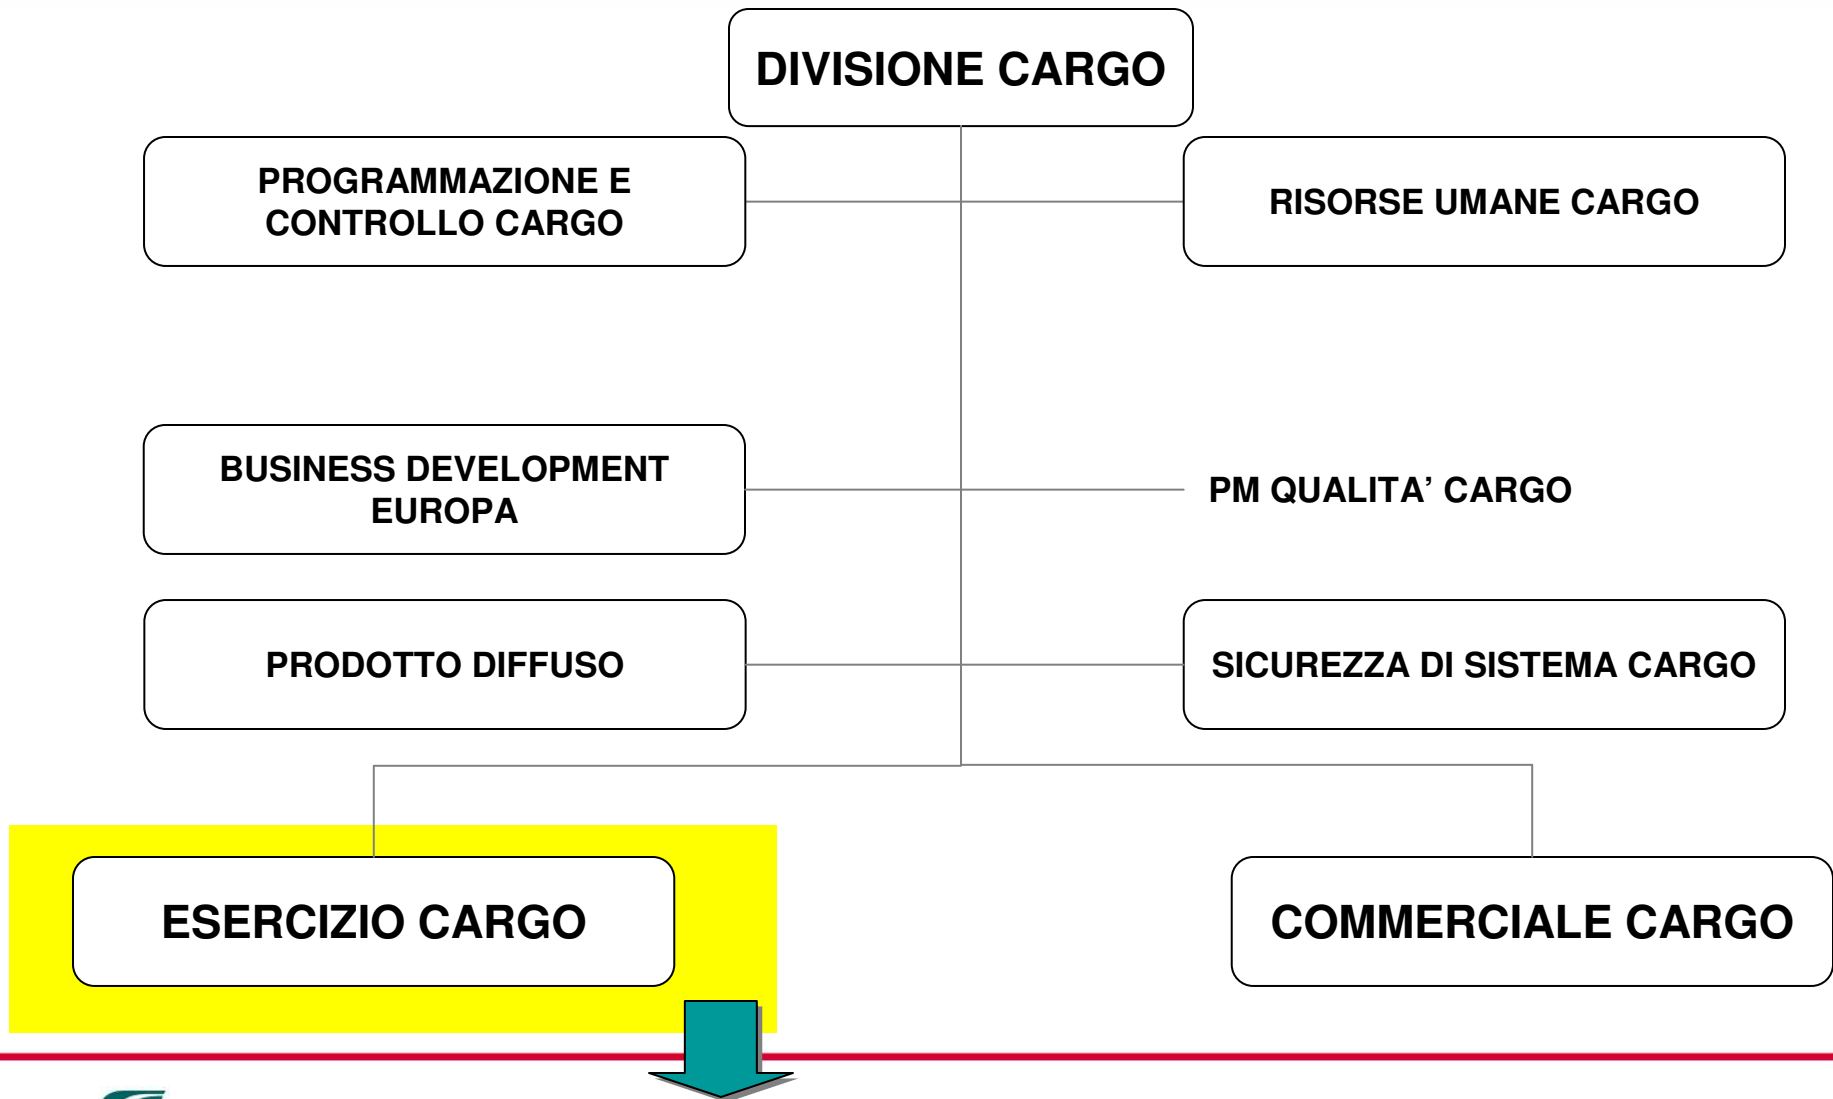 DIVISIONE CARGO
PROGRAMMAZIONE E
CONTROLLO CARGO
RISORSE UMANE CARGO
BUSINESS DEVELOPMENT
EUROPA
PM QUALITA’ CARGO
PRODOTTO DIFFUSO
SICUREZZA DI SISTEMA CARGO
ESERCIZIO CARGO
COMMERCIALE CARGO